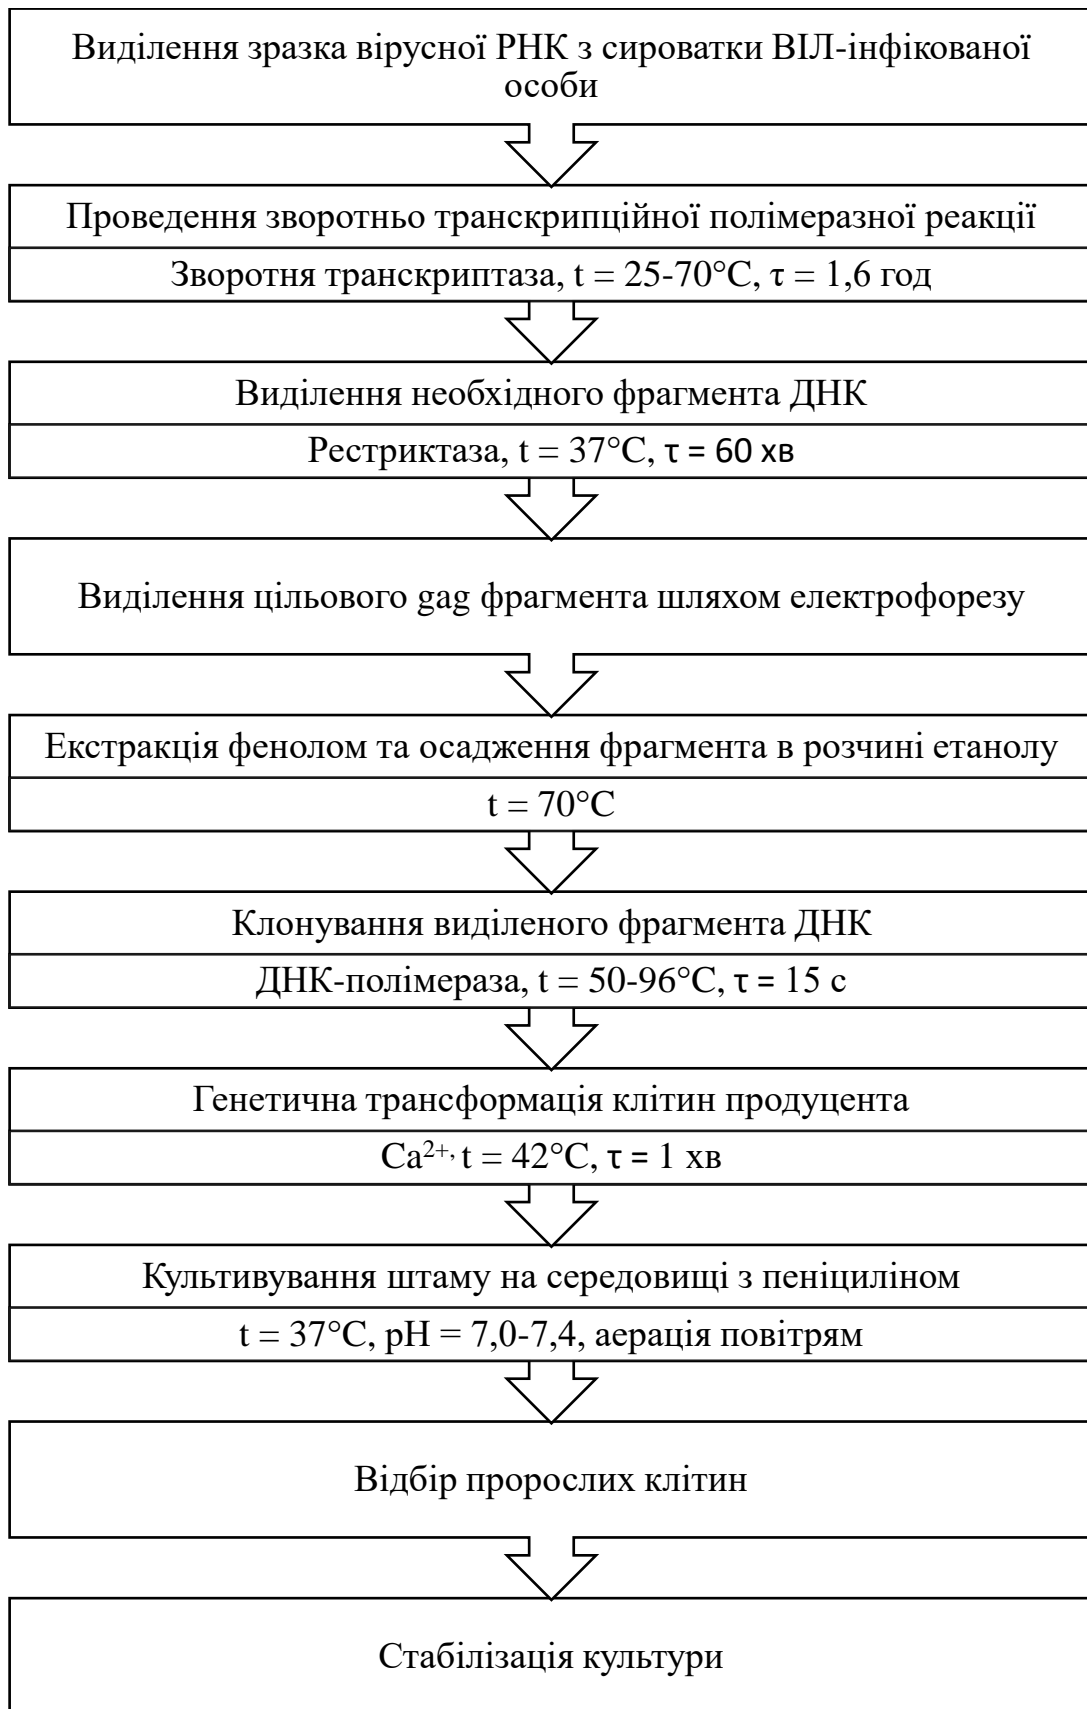 Виділення зразка вірусної РНК з сироватки ВІЛ-інфікованої
особи
Проведення зворотньо транскрипційної полімеразної реакції
Зворотня транскриптаза, t = 25-70°C, τ = 1,6 год
Виділення необхідного фрагмента ДНК
Рестриктаза, t = 37°C, τ = 60 хв
Виділення цільового gag фрагмента шляхом електрофорезу
Екстракція фенолом та осадження фрагмента в розчині етанолу
t = 70°C
Клонування виділеного фрагмента ДНК
ДНК-полімераза, t = 50-96°C, τ = 15 с
Генетична трансформація клітин продуцента
Ca²⁺, t = 42°C, τ = 1 хв
Культивування штаму на середовищі з пеніциліном
t = 37°C, pH = 7,0-7,4, аерація повітрям
Відбір пророслих клітин
Стабілізація культури